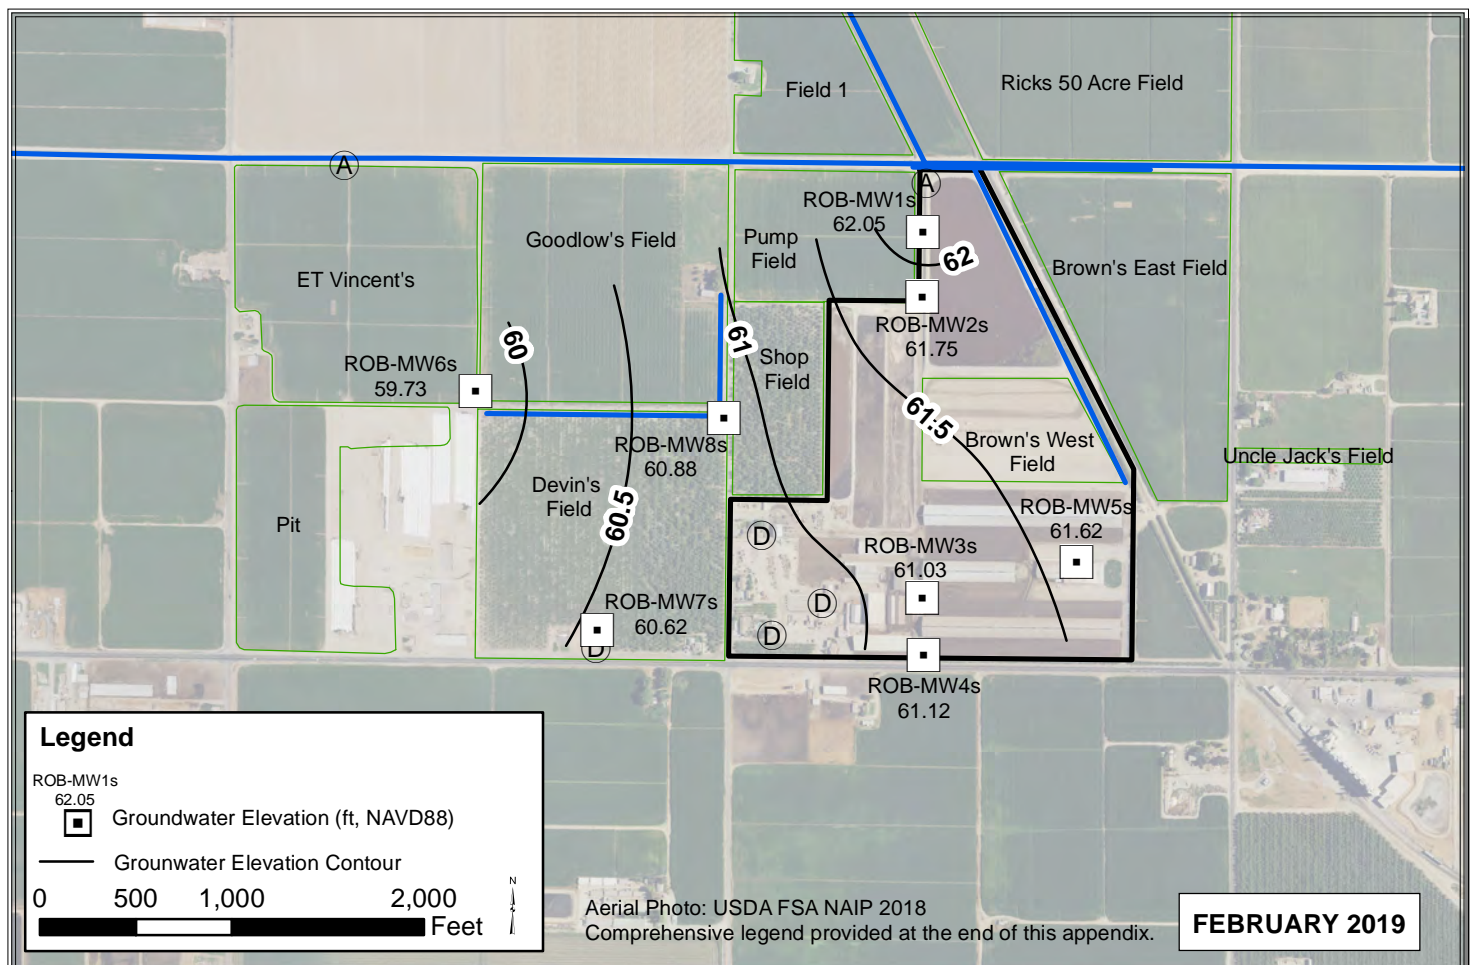 Field 1
Ricks 50 Acre Field
A
A
ROB-MW1s
62.05
Goodlow's Field
Pump
Field
62
ET Vincent's
Brown's East Field
ROB-MW2s
61.75
60
61
Shop
Field
ROB-MW6s
59.73
61.5
ROB-MW8s
60.88
Brown's West
Field
Uncle Jack's Field
Devin's
Field
60.5
Pit
D
ROB-MW5s
61.62
ROB-MW3s
61.03
D
ROB-MW7s
60.62
D
D
ROB-MW4s
61.12
Legend
ROB-MW1s
62.05
Groundwater Elevation (ft, NAVD88)
Grounwater Elevation Contour
0 500 1,000 2,000
Feet
N
Aerial Photo: USDA FSA NAIP 2018
Comprehensive legend provided at the end of this appendix.
FEBRUARY 2019